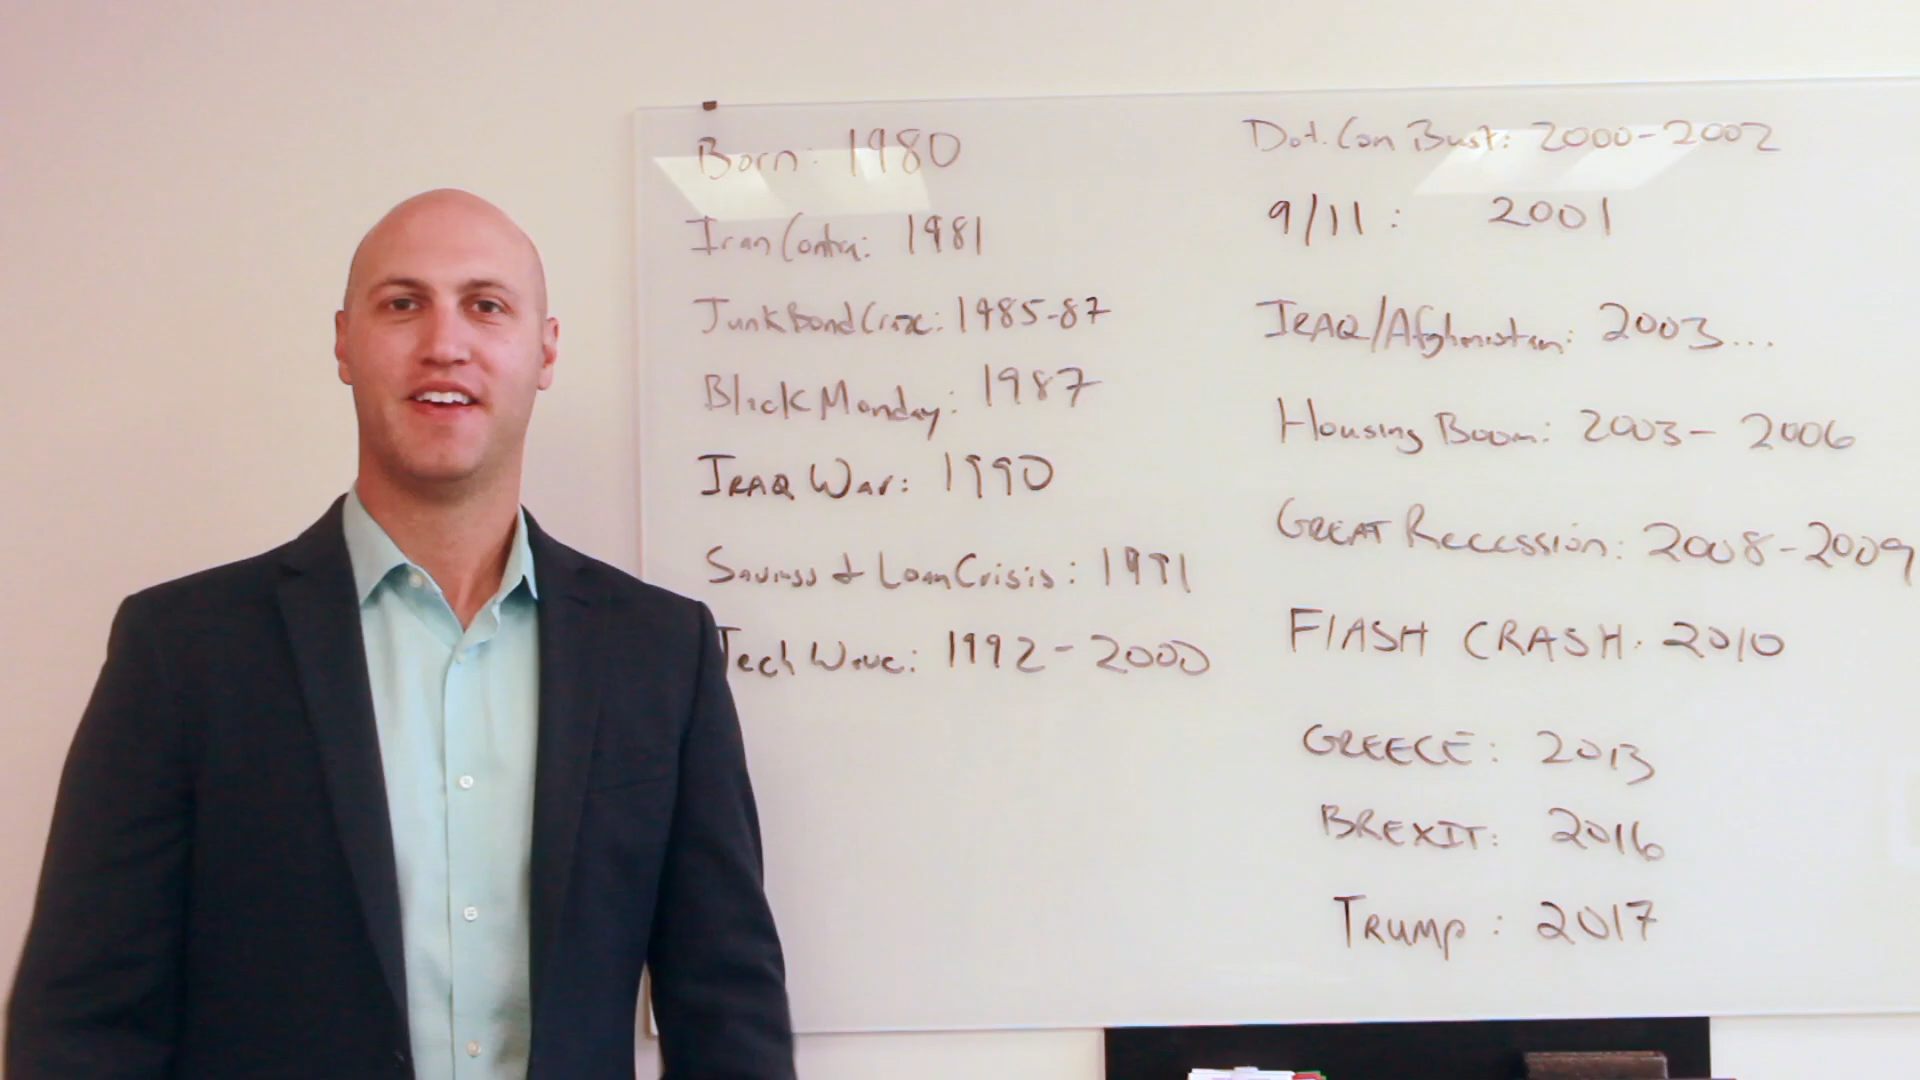 Born: 1980
Iran Contra: 1981
Junk Bond Craze: 1985-87
Black Monday: 1987
IRAQ War: 1990
Savings & Loan Crisis: 1991
Tech Wave: 1992-2000
Dot.Com Bust: 2000-2002
9/11: 2001
IRAQ/Afghanistan: 2003...
Housing Boom: 2003-2006
GREAT Recession: 2008-2009
FLASH CRASH: 2010
GREECE: 2013
BREXIT: 2016
TRUMP: 2017